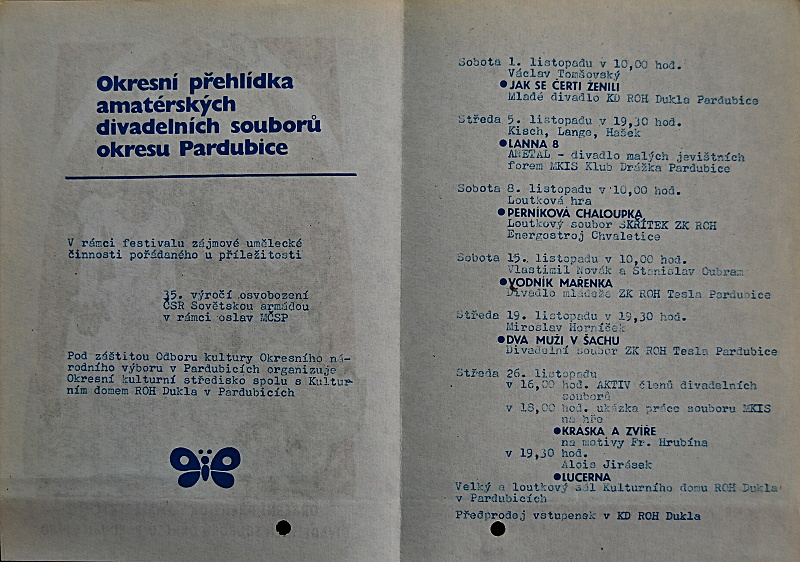 Okresní přehlídka
amatérských
divadelních souborů
okresu Pardubice
V rámci festivalu zájmové umělecké
činnosti pořádaného u příležitosti
35. výročí osvobození
ČSR Sovětskou armádou
v rámci oslav MČSP
Pod záštitou Odboru kultury Okresního ná-
rodního výboru v Pardubicích organizuje
Okresní kulturní středisko spolu s Kultur-
ním domem ROH Dukla v Pardubicích
Sobota 1. listopadu v 10,00 hod.
Václav Tomšovský
●JAK SE ČERTI ŽENILI
Mladé divadlo KD ROH Dukla Pardubice
Středa 5. listopadu v 19,30 hod.
Kisch, Lange, Hašek
●LANNA 8
AMETAL - divadlo malých jevištních
forem MKIS Klub Drážka Pardubice
Sobota 8. listopadu v 10,00 hod.
Loutková hra
●PERNÍKOVÁ CHALOUPKA
Loutkový soubor SKŘÍTEK ZK ROH
Energostroj Chvaletice
Sobota 15. listopadu v 10,00 hod.
Vlastimil Novák a Stanislav Oubram
●VODNÍK MAŘENKA
Divadlo mládeže ZK ROH Tesla Pardubice
Středa 19. listopadu v 19,30 hod.
Miroslav Horníček
●DVA MUŽI V ŠACHU
Divadelní soubor ZK ROH Tesla Pardubice
Středa 26. listopadu
v 16,00 hod. AKTIV členů divadelních
souborů
v 18,00 hod. ukázka práce souboru MKIS
na hře
●KRÁSKA A ZVÍŘE
na motivy Fr. Hrubína
v 19,30 hod.
Alois Jirásek
●LUCERNA
Velký a loutkový sál Kulturního domu ROH Dukla
v Pardubicích
Předprodej vstupenek v KD ROH Dukla